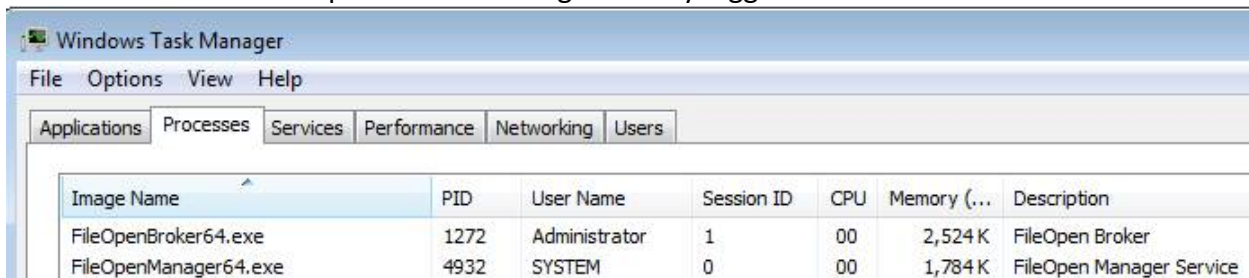 Windows Task Manager
File Options View Help
Applications Processes Services Performance Networking Users
Image Name PID User Name Session ID CPU Memory (... Description
FileOpenBroker64.exe 1272 Administrator 1 00 2,524 K FileOpen Broker
FileOpenManager64.exe 4932 SYSTEM 0 00 1,784 K FileOpen Manager Service